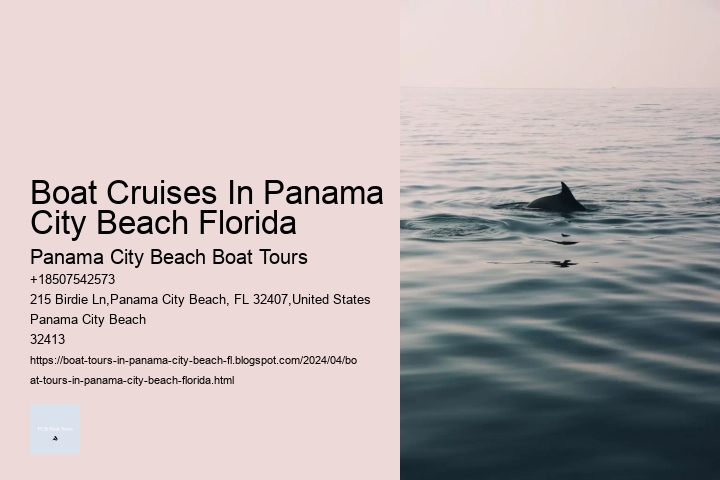 Boat Cruises In Panama
City Beach Florida
Panama City Beach Boat Tours
+18507542573
215 Birdie Ln,Panama City Beach, FL 32407,United States
Panama City Beach
32413
https://boat-tours-in-panama-city-beach-fl.blogspot.com/2024/04/bo
at-tours-in-panama-city-beach-florida.html